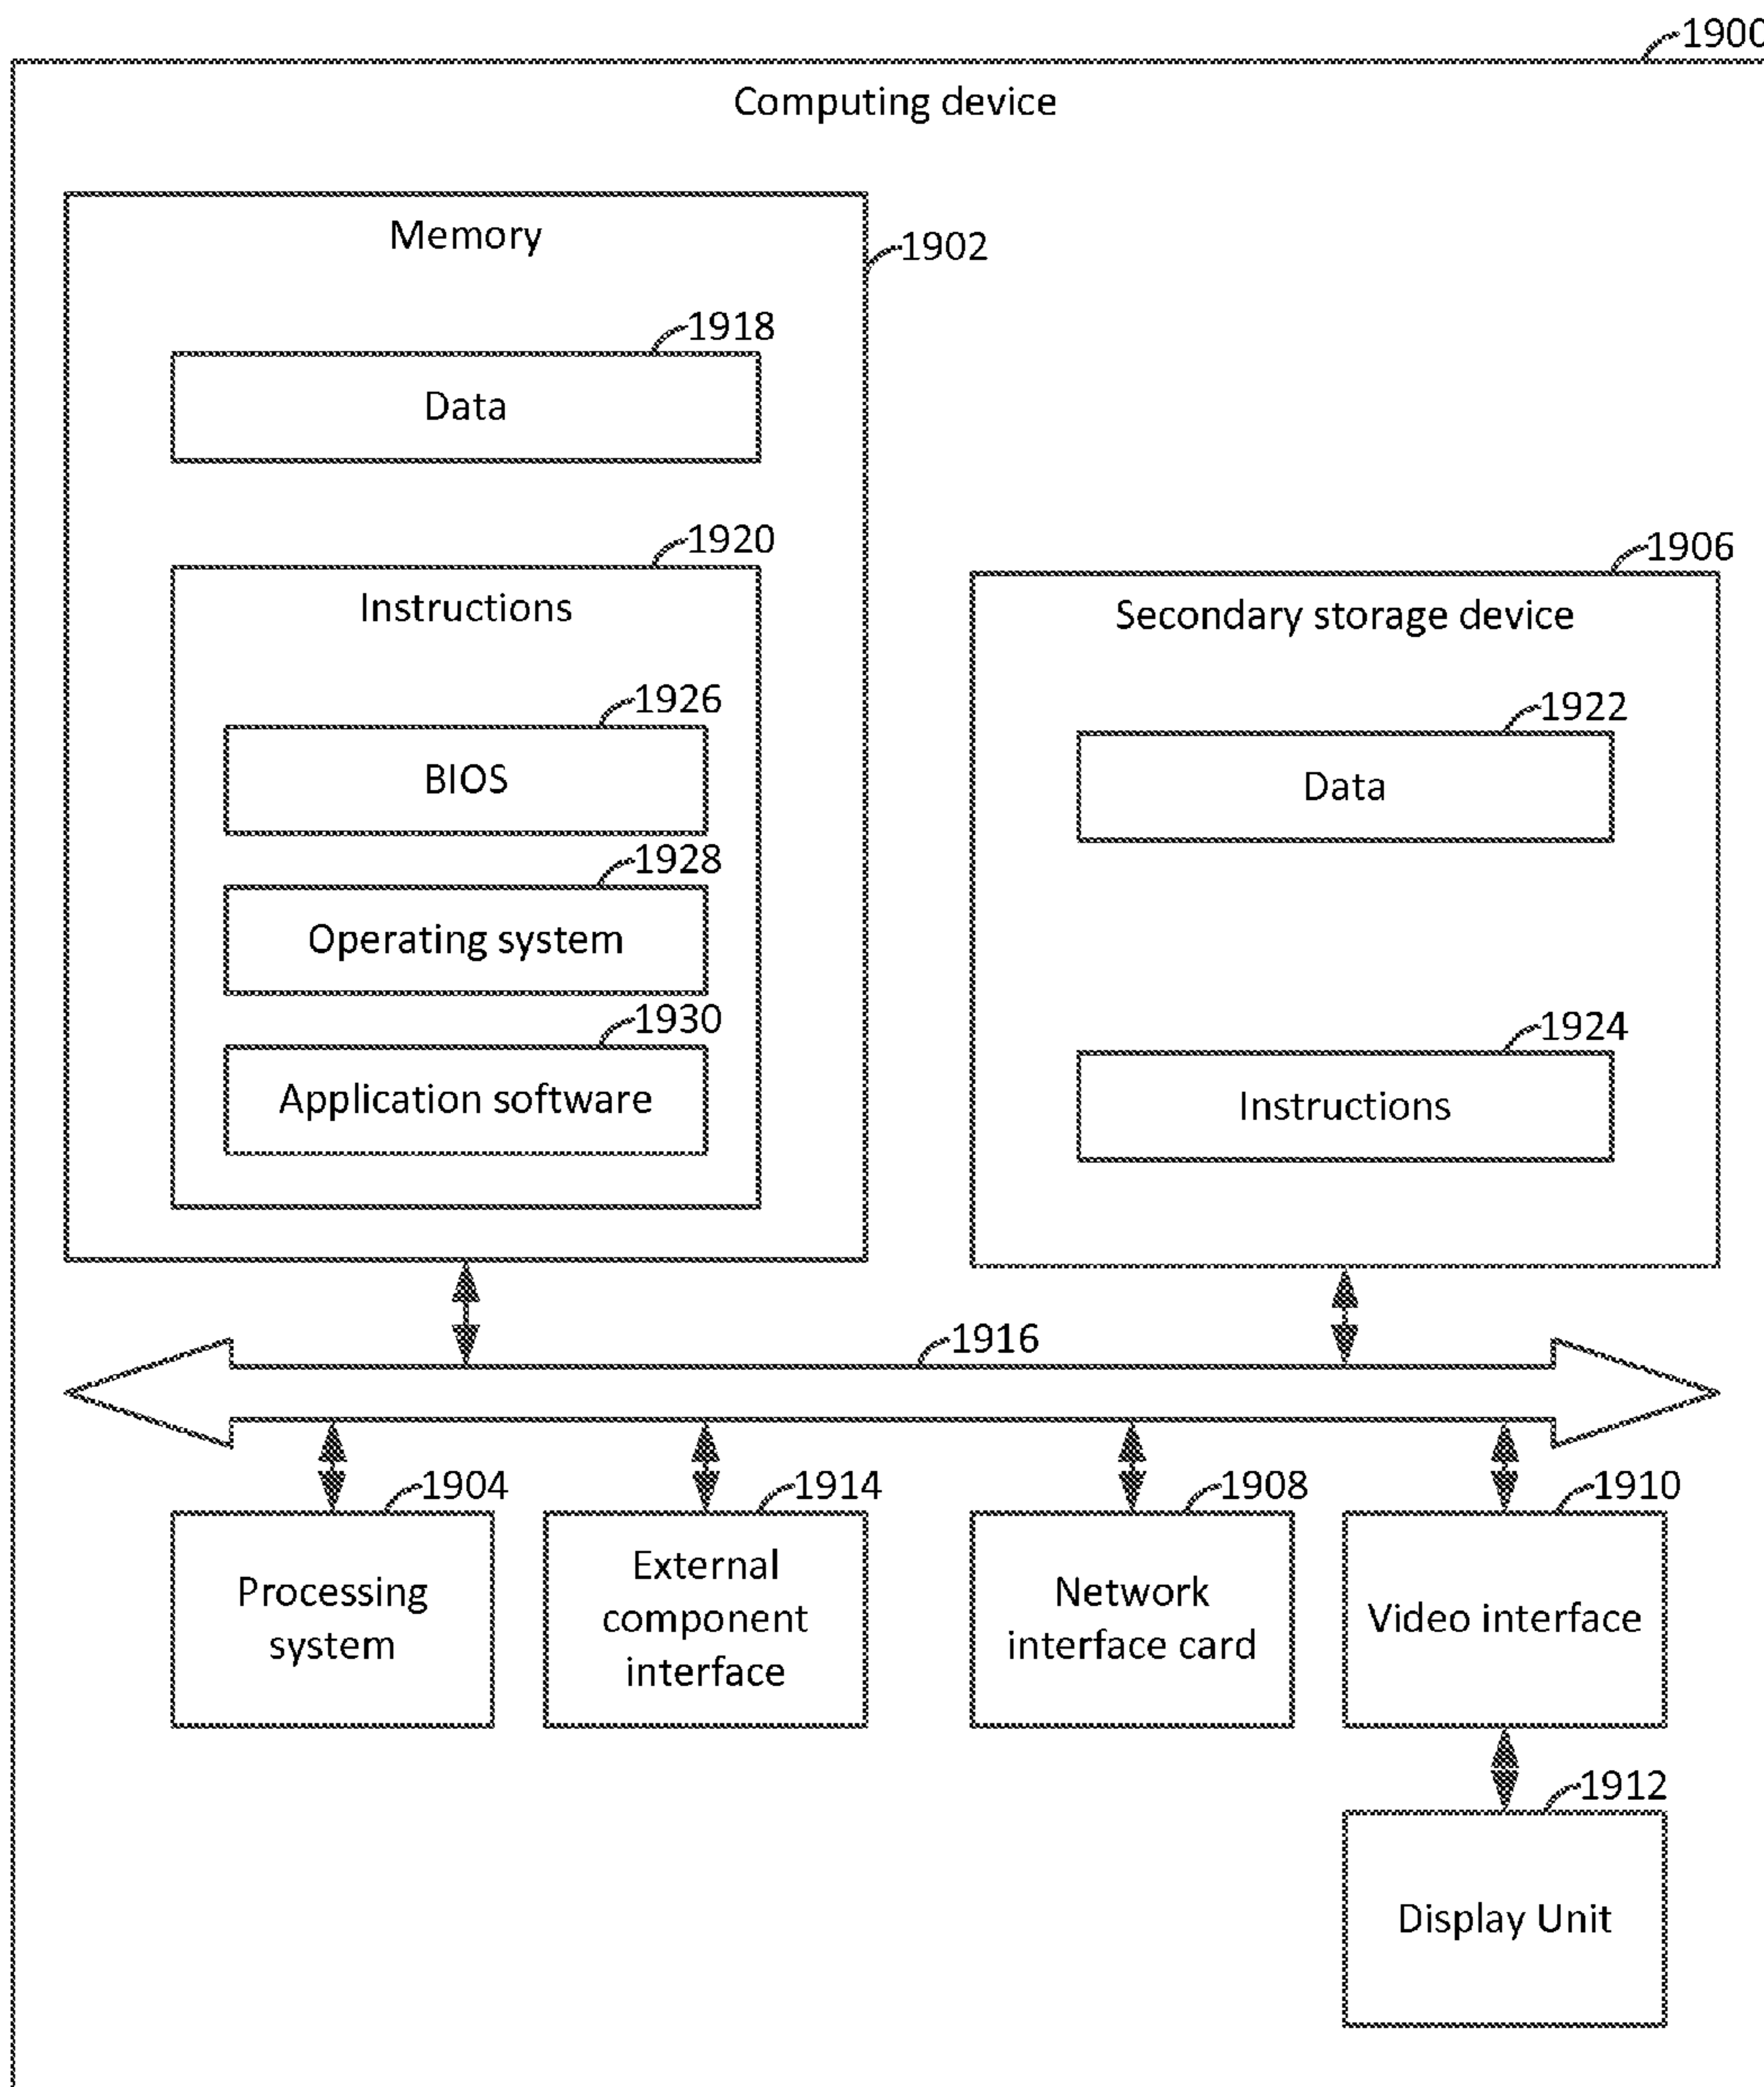 1900
Computing device
Memory
1902
1918
Data
1920
Instructions
1926
BIOS
1928
Operating system
1930
Application software
1906
Secondary storage device
1922
Data
1924
Instructions
1916
1904
Processing
system
1914
External
component
interface
1908
Network
interface card
1910
Video interface
1912
Display Unit